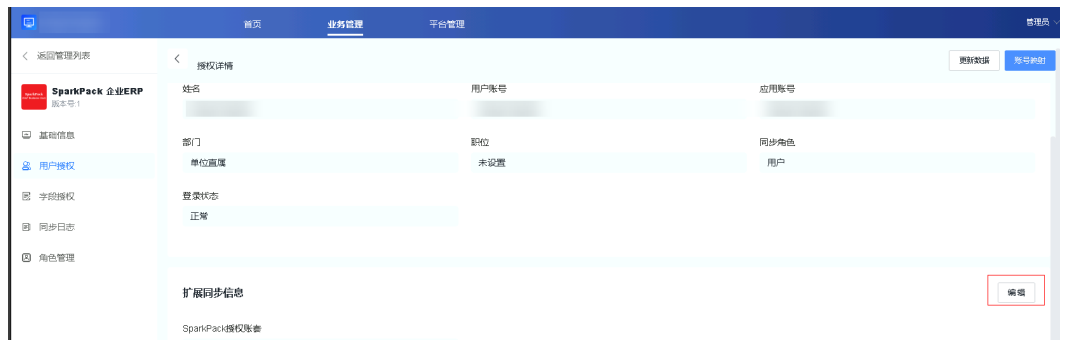 首页 业务管理 平台管理 管理员
返回管理列表
授权详情 更新数据 账号映射
SparkPack 企业ERP
版本号:1
姓名 用户账号 应用账号
基础信息
部门 职位 同步角色
用户授权
单位直属 未设置 用户
字段授权
登录状态
正常
同步日志
角色管理
扩展同步信息 编辑
SparkPack授权账套